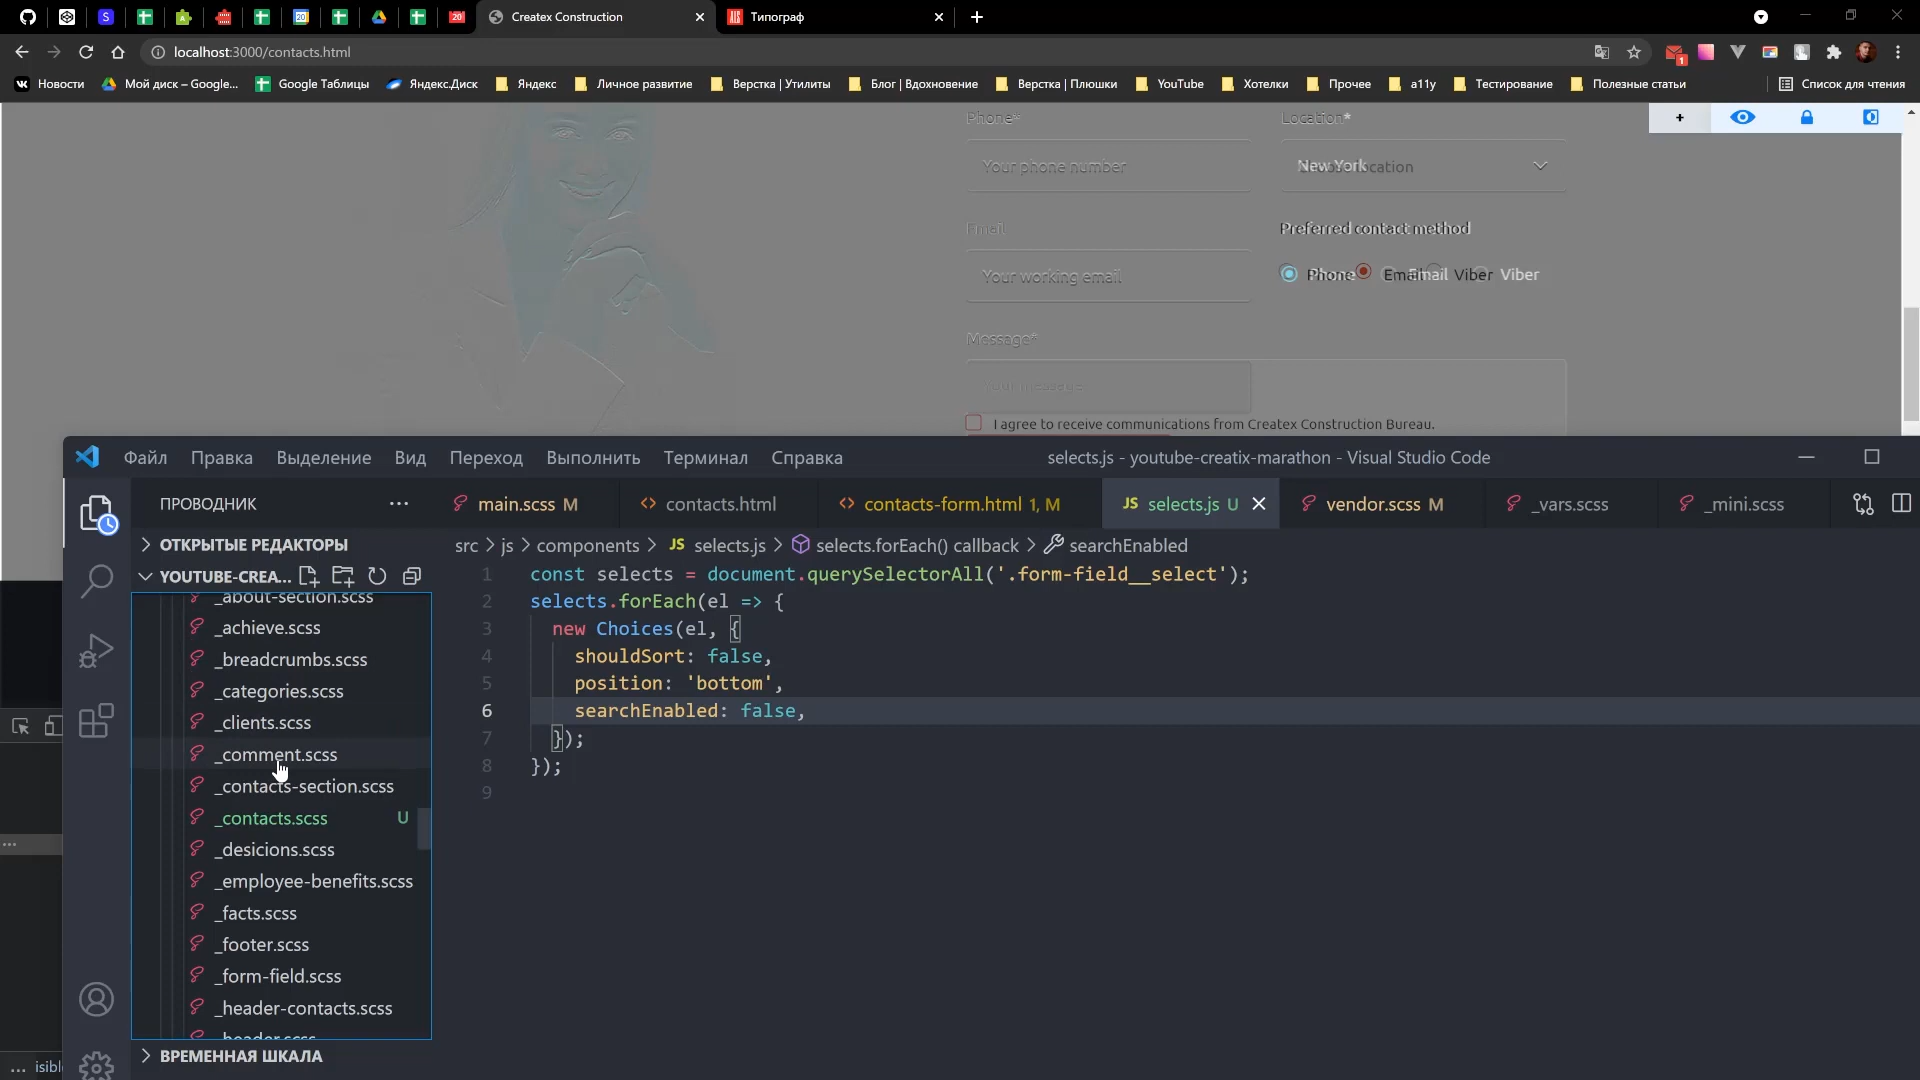 Createx Construction
Типограф
localhost:3000/contacts.html
Новости
Мой диск – Google...
Google Таблицы
Яндекс.Диск
Яндекс
Личное развитие
Верстка | Утилиты
Блог | Вдохновение
Верстка | Плюшки
YouTube
Хотелки
Прочее
a11y
Тестирование
Полезные статьи
Список для чтения
Phone*
Location*
Your phone number
New York
Email
Preferred contact method
Your working email
Phone
Email
Email
Viber
Viber
Message*
Your message
I agree to receive communications from Createx Construction Bureau.
Файл Правка Выделение Вид Переход Выполнить Терминал Справка
selects.js - youtube-creatix-marathon - Visual Studio Code
ПРОВОДНИК
main.scss M
contacts.html
contacts-form.html 1, M
JS selects.js U
vendor.scss M
_vars.scss
_mini.scss
ОТКРЫТЫЕ РЕДАКТОРЫ
src > js > components > JS selects.js > selects.forEach() callback > searchEnabled
YOUTUBE-CREA...
_about-section.scss
_achieve.scss
_breadcrumbs.scss
_categories.scss
_clients.scss
_comment.scss
_contacts-section.scss
_contacts.scss U
_desicions.scss
_employee-benefits.scss
_facts.scss
_footer.scss
_form-field.scss
_header-contacts.scss
_header.scss
ВРЕМЕННАЯ ШКАЛА
1 const selects = document.querySelectorAll('.form-field__select');
2 selects.forEach(el => {
3 new Choices(el, {
4 shouldSort: false,
5 position: 'bottom',
6 searchEnabled: false,
7 });
8 });
9